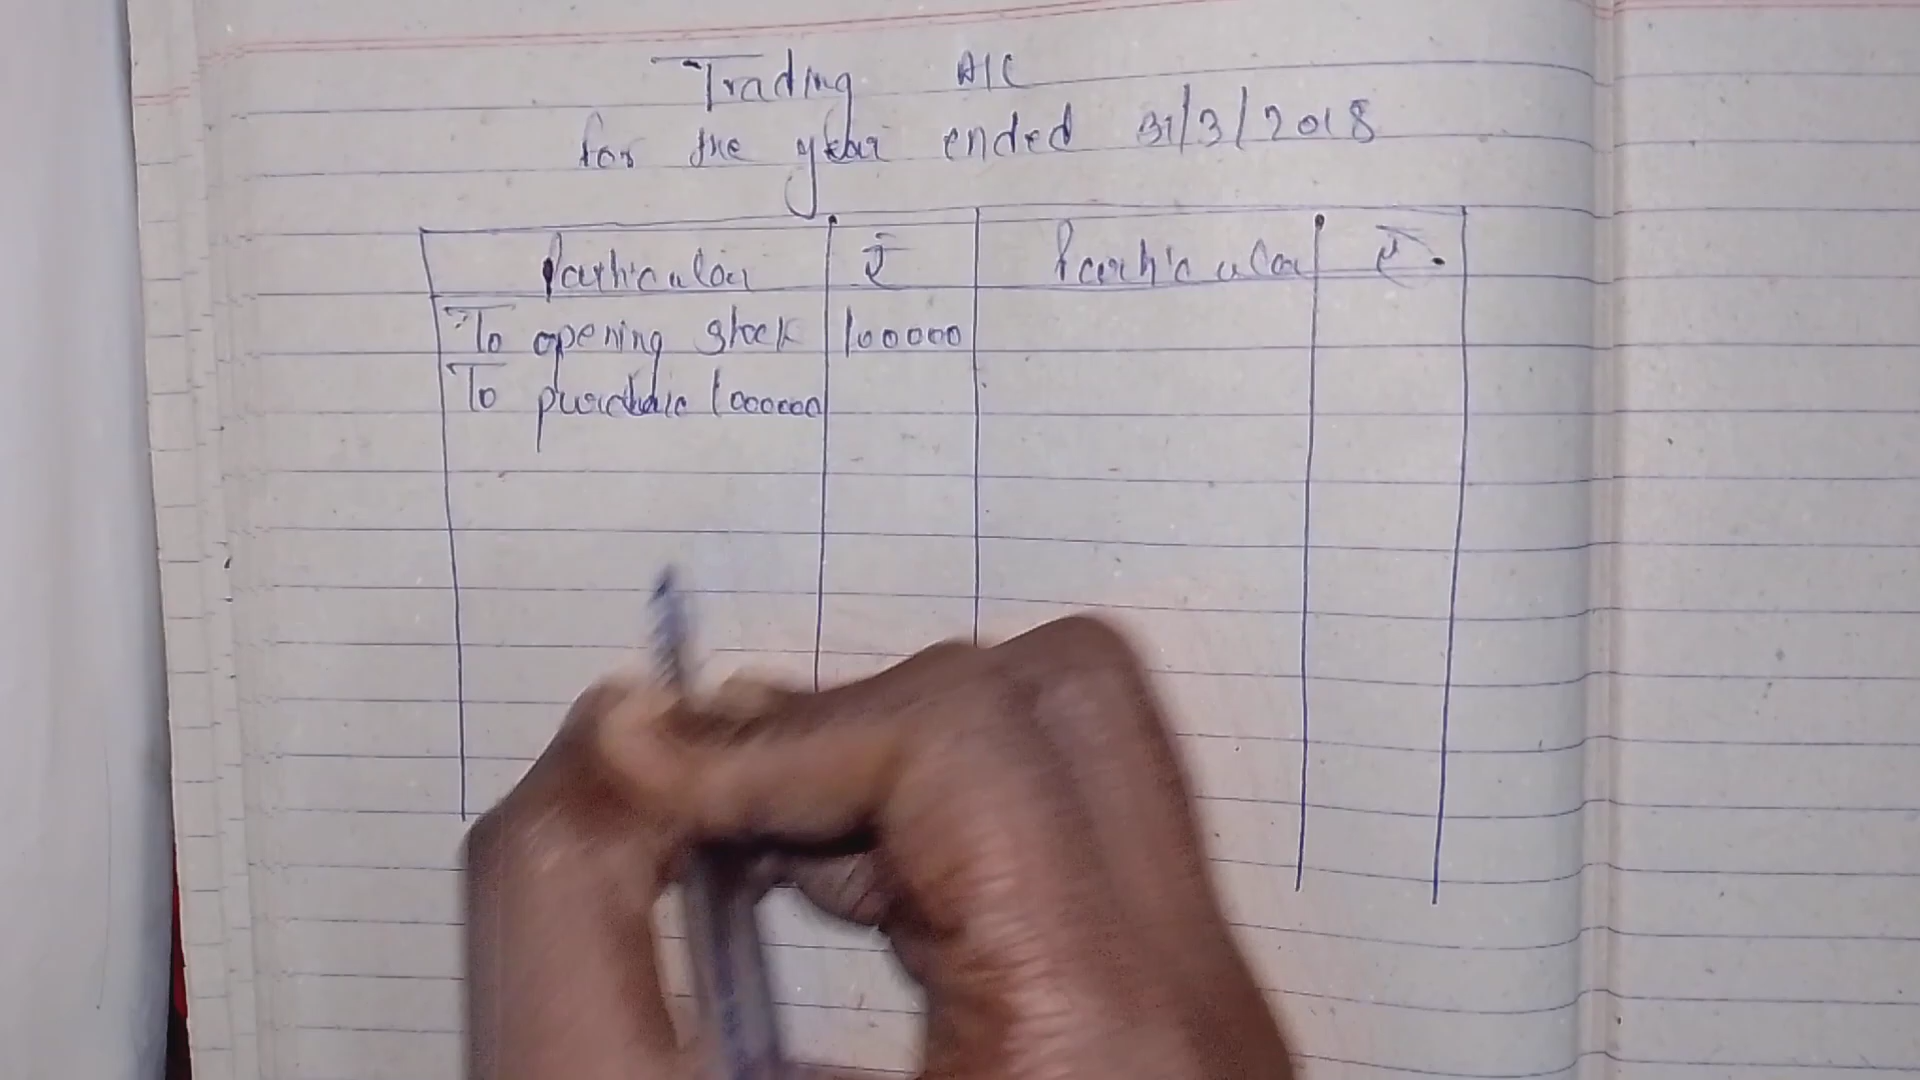 Trading A/C
for the year ended 31/3/2018
Particular ₹ Particular ₹
To opening stock 100000
To purchase 1000000